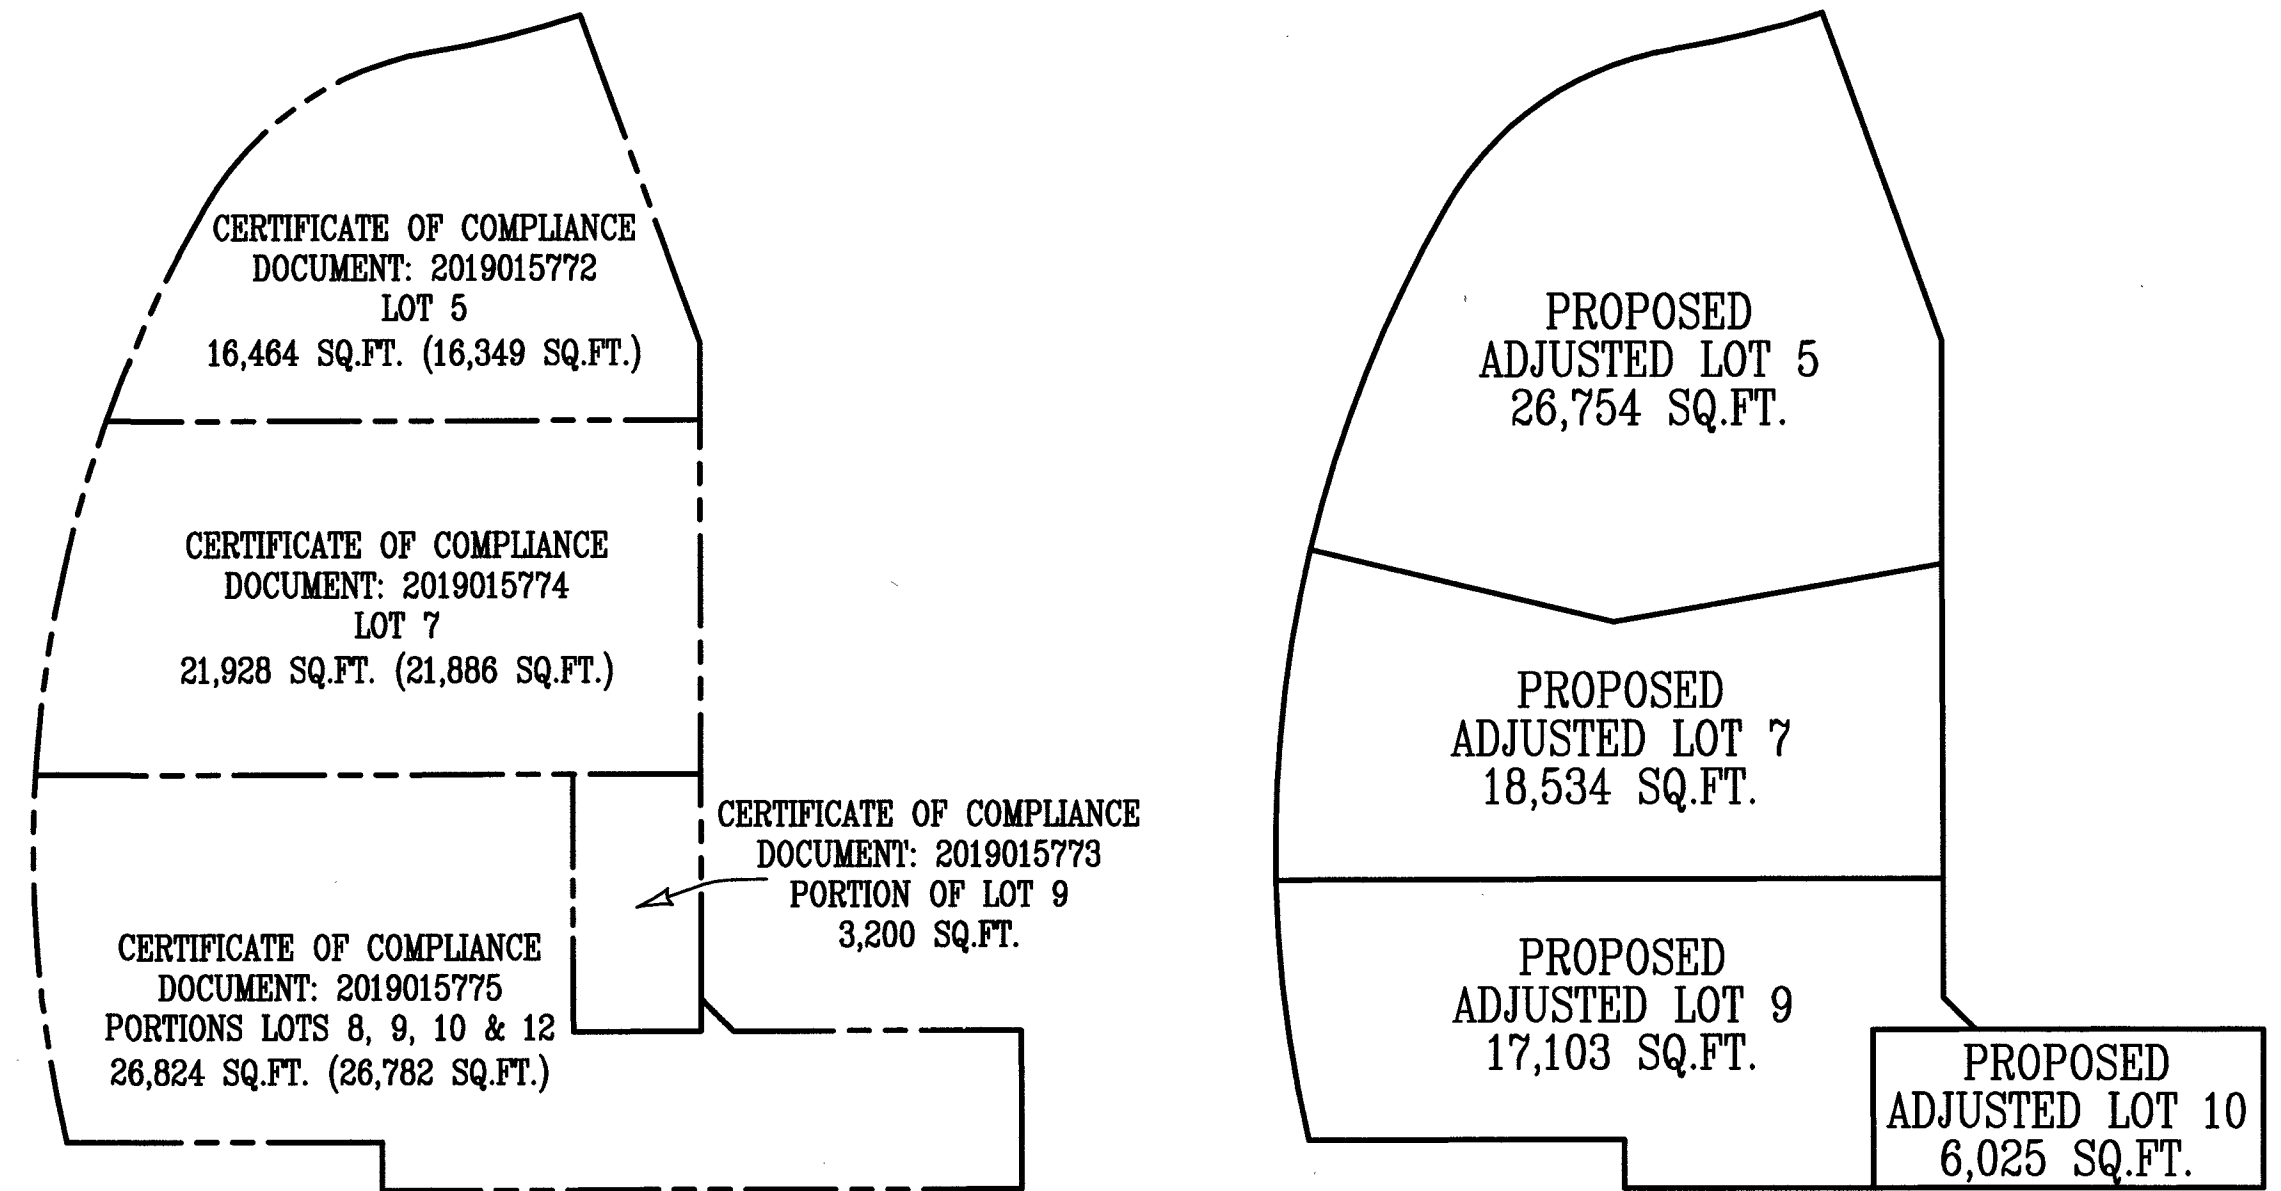 CERTIFICATE OF COMPLIANCE
DOCUMENT: 2019015772
LOT 5
16,464 SQ.FT. (16,349 SQ.FT.)
CERTIFICATE OF COMPLIANCE
DOCUMENT: 2019015774
LOT 7
21,928 SQ.FT. (21,886 SQ.FT.)
CERTIFICATE OF COMPLIANCE
DOCUMENT: 2019015773
PORTION OF LOT 9
3,200 SQ.FT.
CERTIFICATE OF COMPLIANCE
DOCUMENT: 2019015775
PORTIONS LOTS 8, 9, 10 & 12
26,824 SQ.FT. (26,782 SQ.FT.)
PROPOSED
ADJUSTED LOT 5
26,754 SQ.FT.
PROPOSED
ADJUSTED LOT 7
18,534 SQ.FT.
PROPOSED
ADJUSTED LOT 9
17,103 SQ.FT.
PROPOSED
ADJUSTED LOT 10
6,025 SQ.FT.